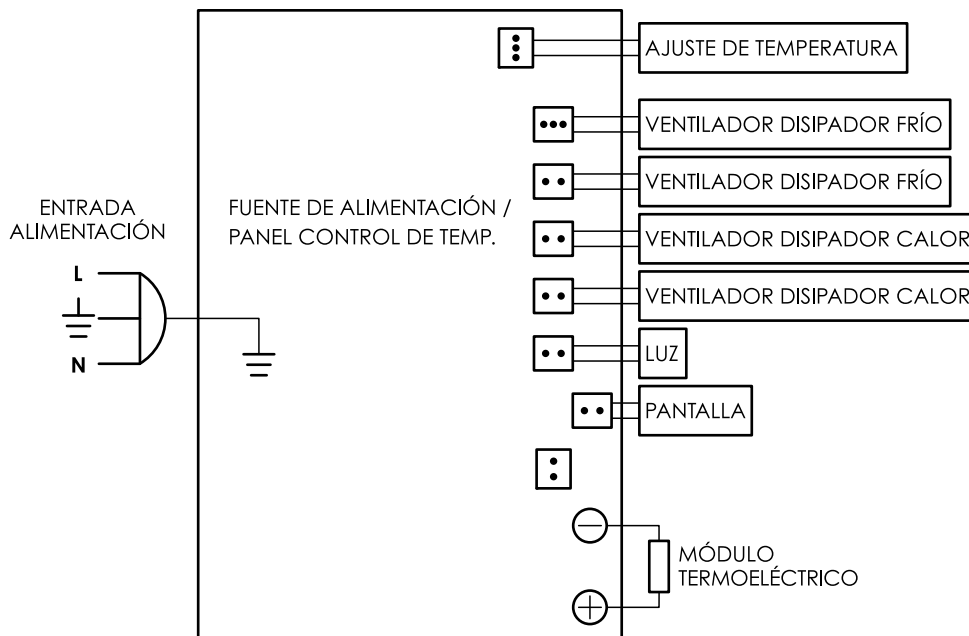 AJUSTE DE TEMPERATURA
VENTILADOR DISIPADOR FRÍO
VENTILADOR DISIPADOR FRÍO
ENTRADA
ALIMENTACIÓN
FUENTE DE ALIMENTACIÓN /
PANEL CONTROL DE TEMP.
VENTILADOR DISIPADOR CALOR
VENTILADOR DISIPADOR CALOR
L
N
LUZ
PANTALLA
MÓDULO
TERMOELÉCTRICO